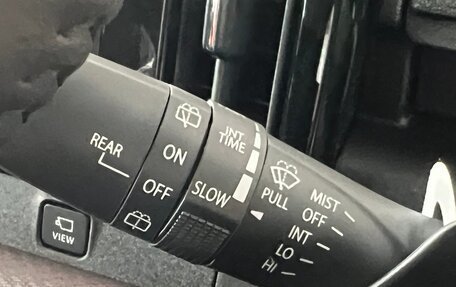 REAR
ON
OFF
INT
TIME
SLOW
PULL
MIST
OFF
INT
LO
HI
VIEW